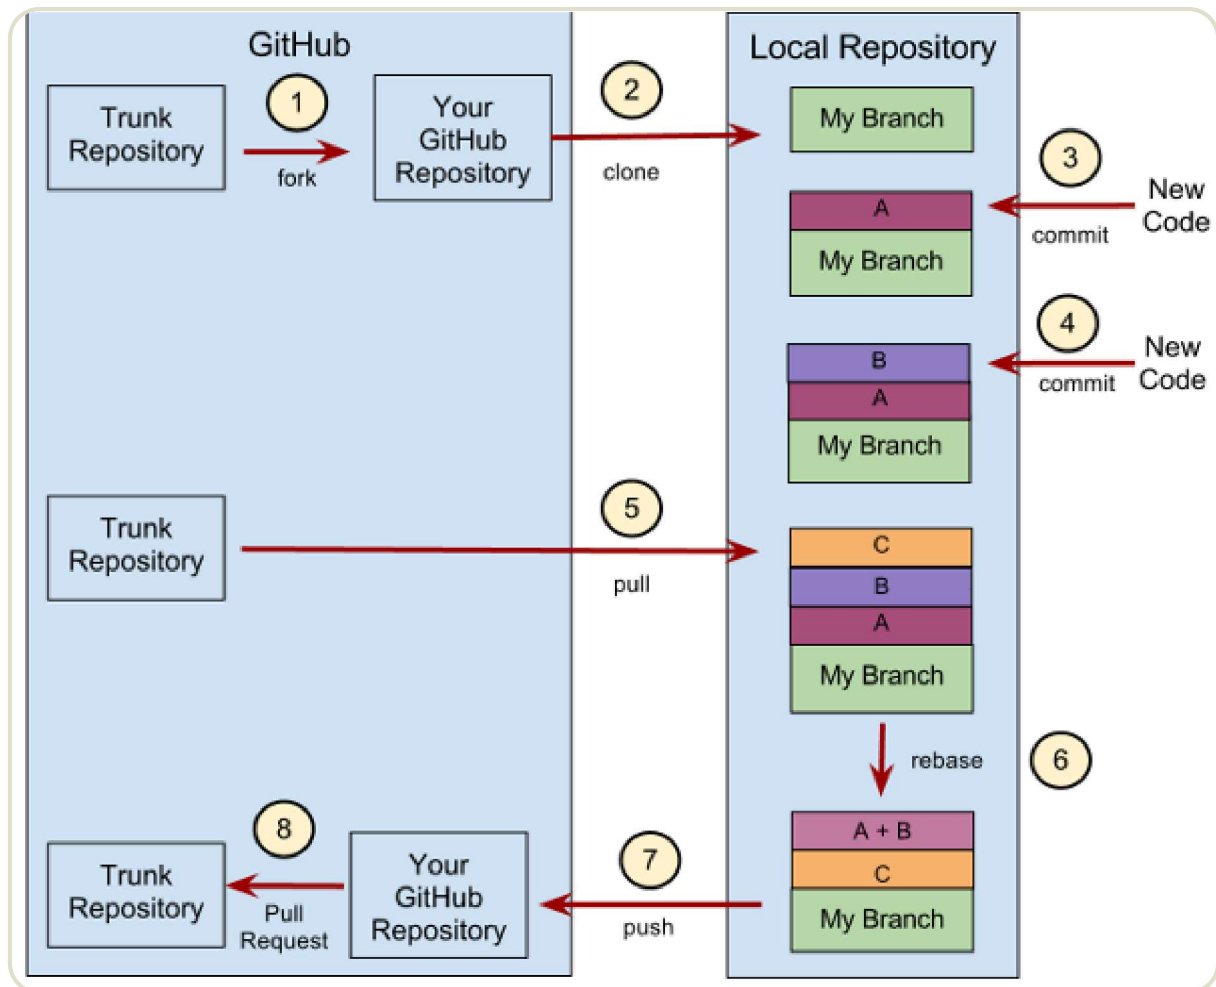 GitHub
Local Repository
Trunk
Repository
1
fork
Your
GitHub
Repository
2
clone
My Branch
3
commit
New
Code
A
My Branch
4
commit
New
Code
B
A
My Branch
Trunk
Repository
5
pull
C
B
A
My Branch
rebase
6
A + B
C
My Branch
7
push
Your
GitHub
Repository
8
Pull
Request
Trunk
Repository